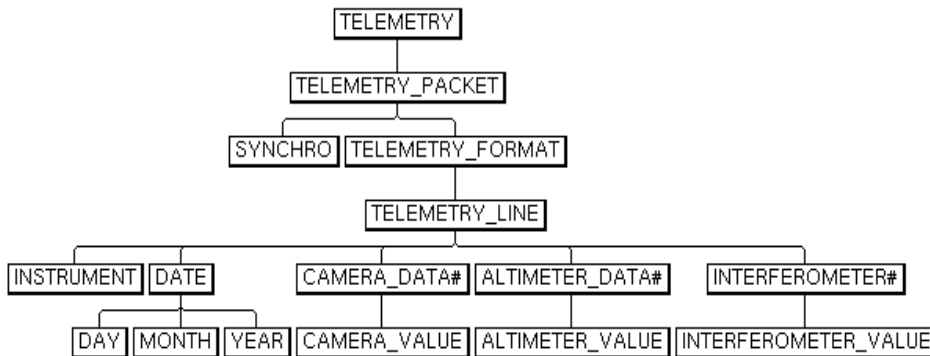 TELEMETRY
TELEMETRY_PACKET
SYNCHRO TELEMETRY_FORMAT
TELEMETRY_LINE
INSTRUMENT DATE CAMERA_DATA# ALTIMETER_DATA# INTERFEROMETER#
DAY MONTH YEAR CAMERA_VALUE ALTIMETER_VALUE INTERFEROMETER_VALUE